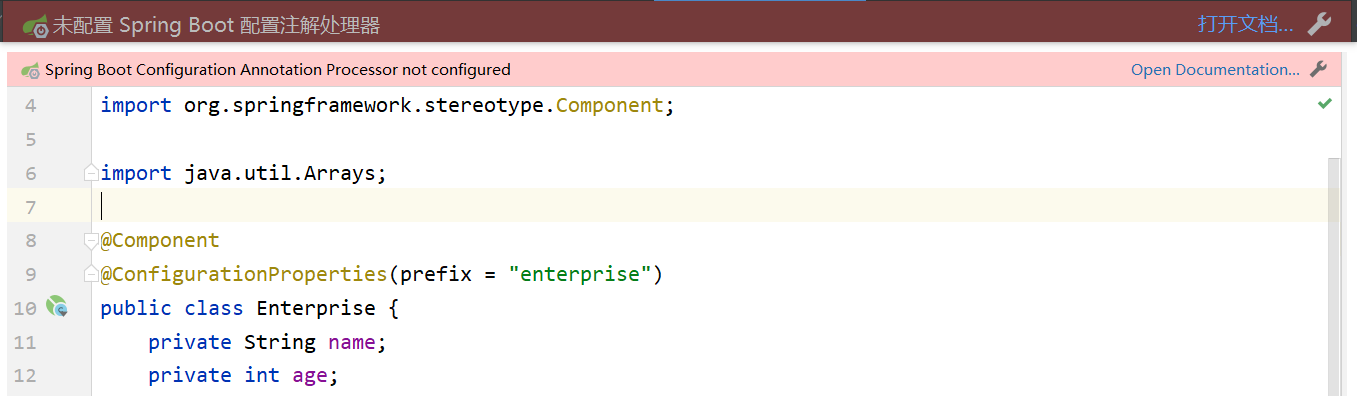 未配置 Spring Boot 配置注解处理器 打开文档...
Spring Boot Configuration Annotation Processor not configured Open Documentation...
4 import org.springframework.stereotype.Component;
5
6 import java.util.Arrays;
7
8 @Component
9 @ConfigurationProperties(prefix = "enterprise")
10 public class Enterprise {
11 private String name;
12 private int age;